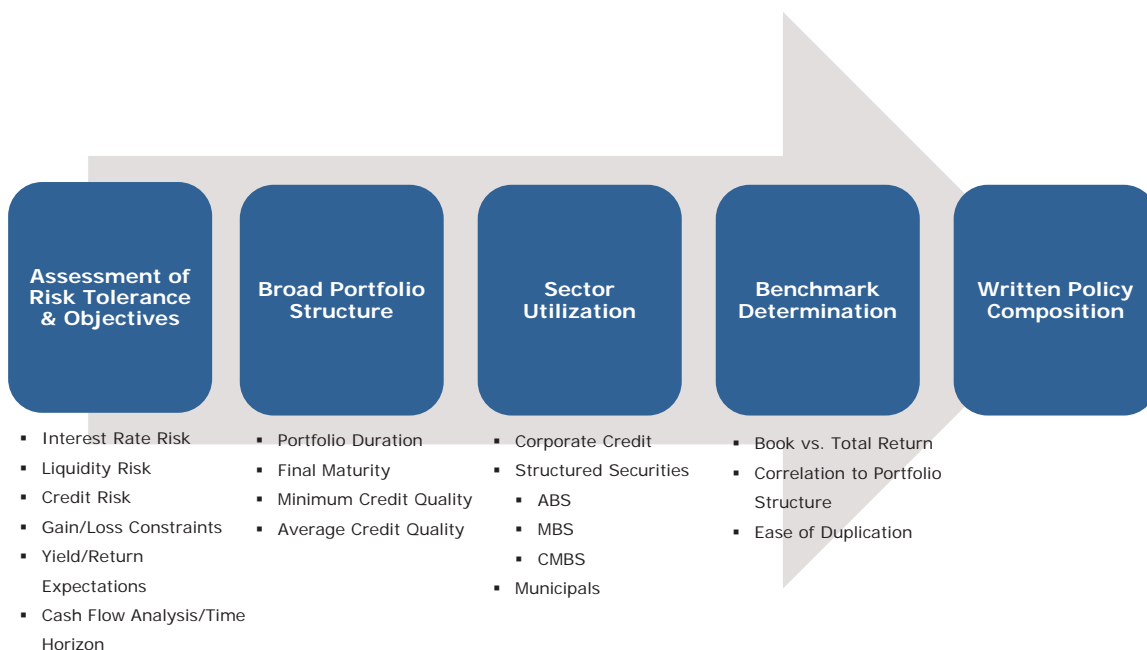 Assessment of
Risk Tolerance
& Objectives
Broad Portfolio
Structure
Sector
Utilization
Benchmark
Determination
Written Policy
Composition
▪ Interest Rate Risk
▪ Liquidity Risk
▪ Credit Risk
▪ Gain/Loss Constraints
▪ Yield/Return
Expectations
▪ Cash Flow Analysis/Time
Horizon
▪ Portfolio Duration
▪ Final Maturity
▪ Minimum Credit Quality
▪ Average Credit Quality
▪ Corporate Credit
▪ Structured Securities
▪ ABS
▪ MBS
▪ CMBS
▪ Municipals
▪ Book vs. Total Return
▪ Correlation to Portfolio
Structure
▪ Ease of Duplication